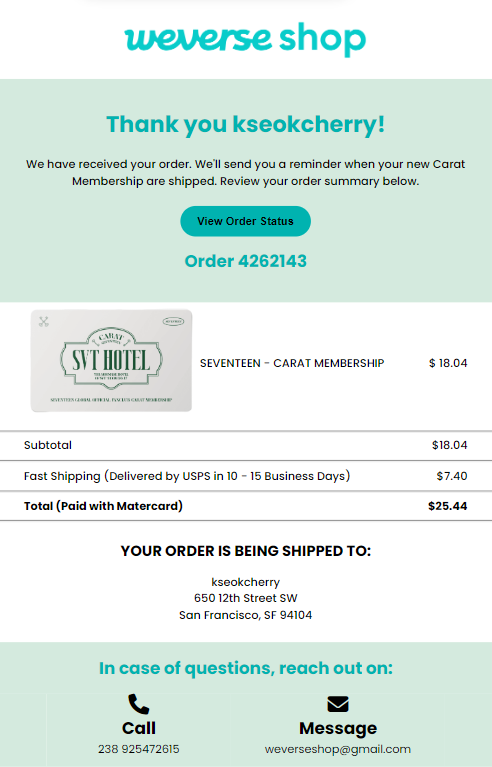 weverse shop
Thank you kseokcherry!
We have received your order. We'll send you a reminder when your new Carat
Membership are shipped. Review your order summary below.
View Order Status
Order 4262143
CARAT
SVT HOTEL
SEVENTEEN GLOBAL OFFICIAL FANCLUB CARAT MEMBERSHIP
SEVENTEEN - CARAT MEMBERSHIP
$ 18.04
Subtotal
$18.04
Fast Shipping (Delivered by USPS in 10 - 15 Business Days)
$7.40
Total (Paid with Matercard)
$25.44
YOUR ORDER IS BEING SHIPPED TO:
kseokcherry
650 12th Street SW
San Francisco, SF 94104
In case of questions, reach out on:
Call
238 925472615
Message
weverseshop@gmail.com